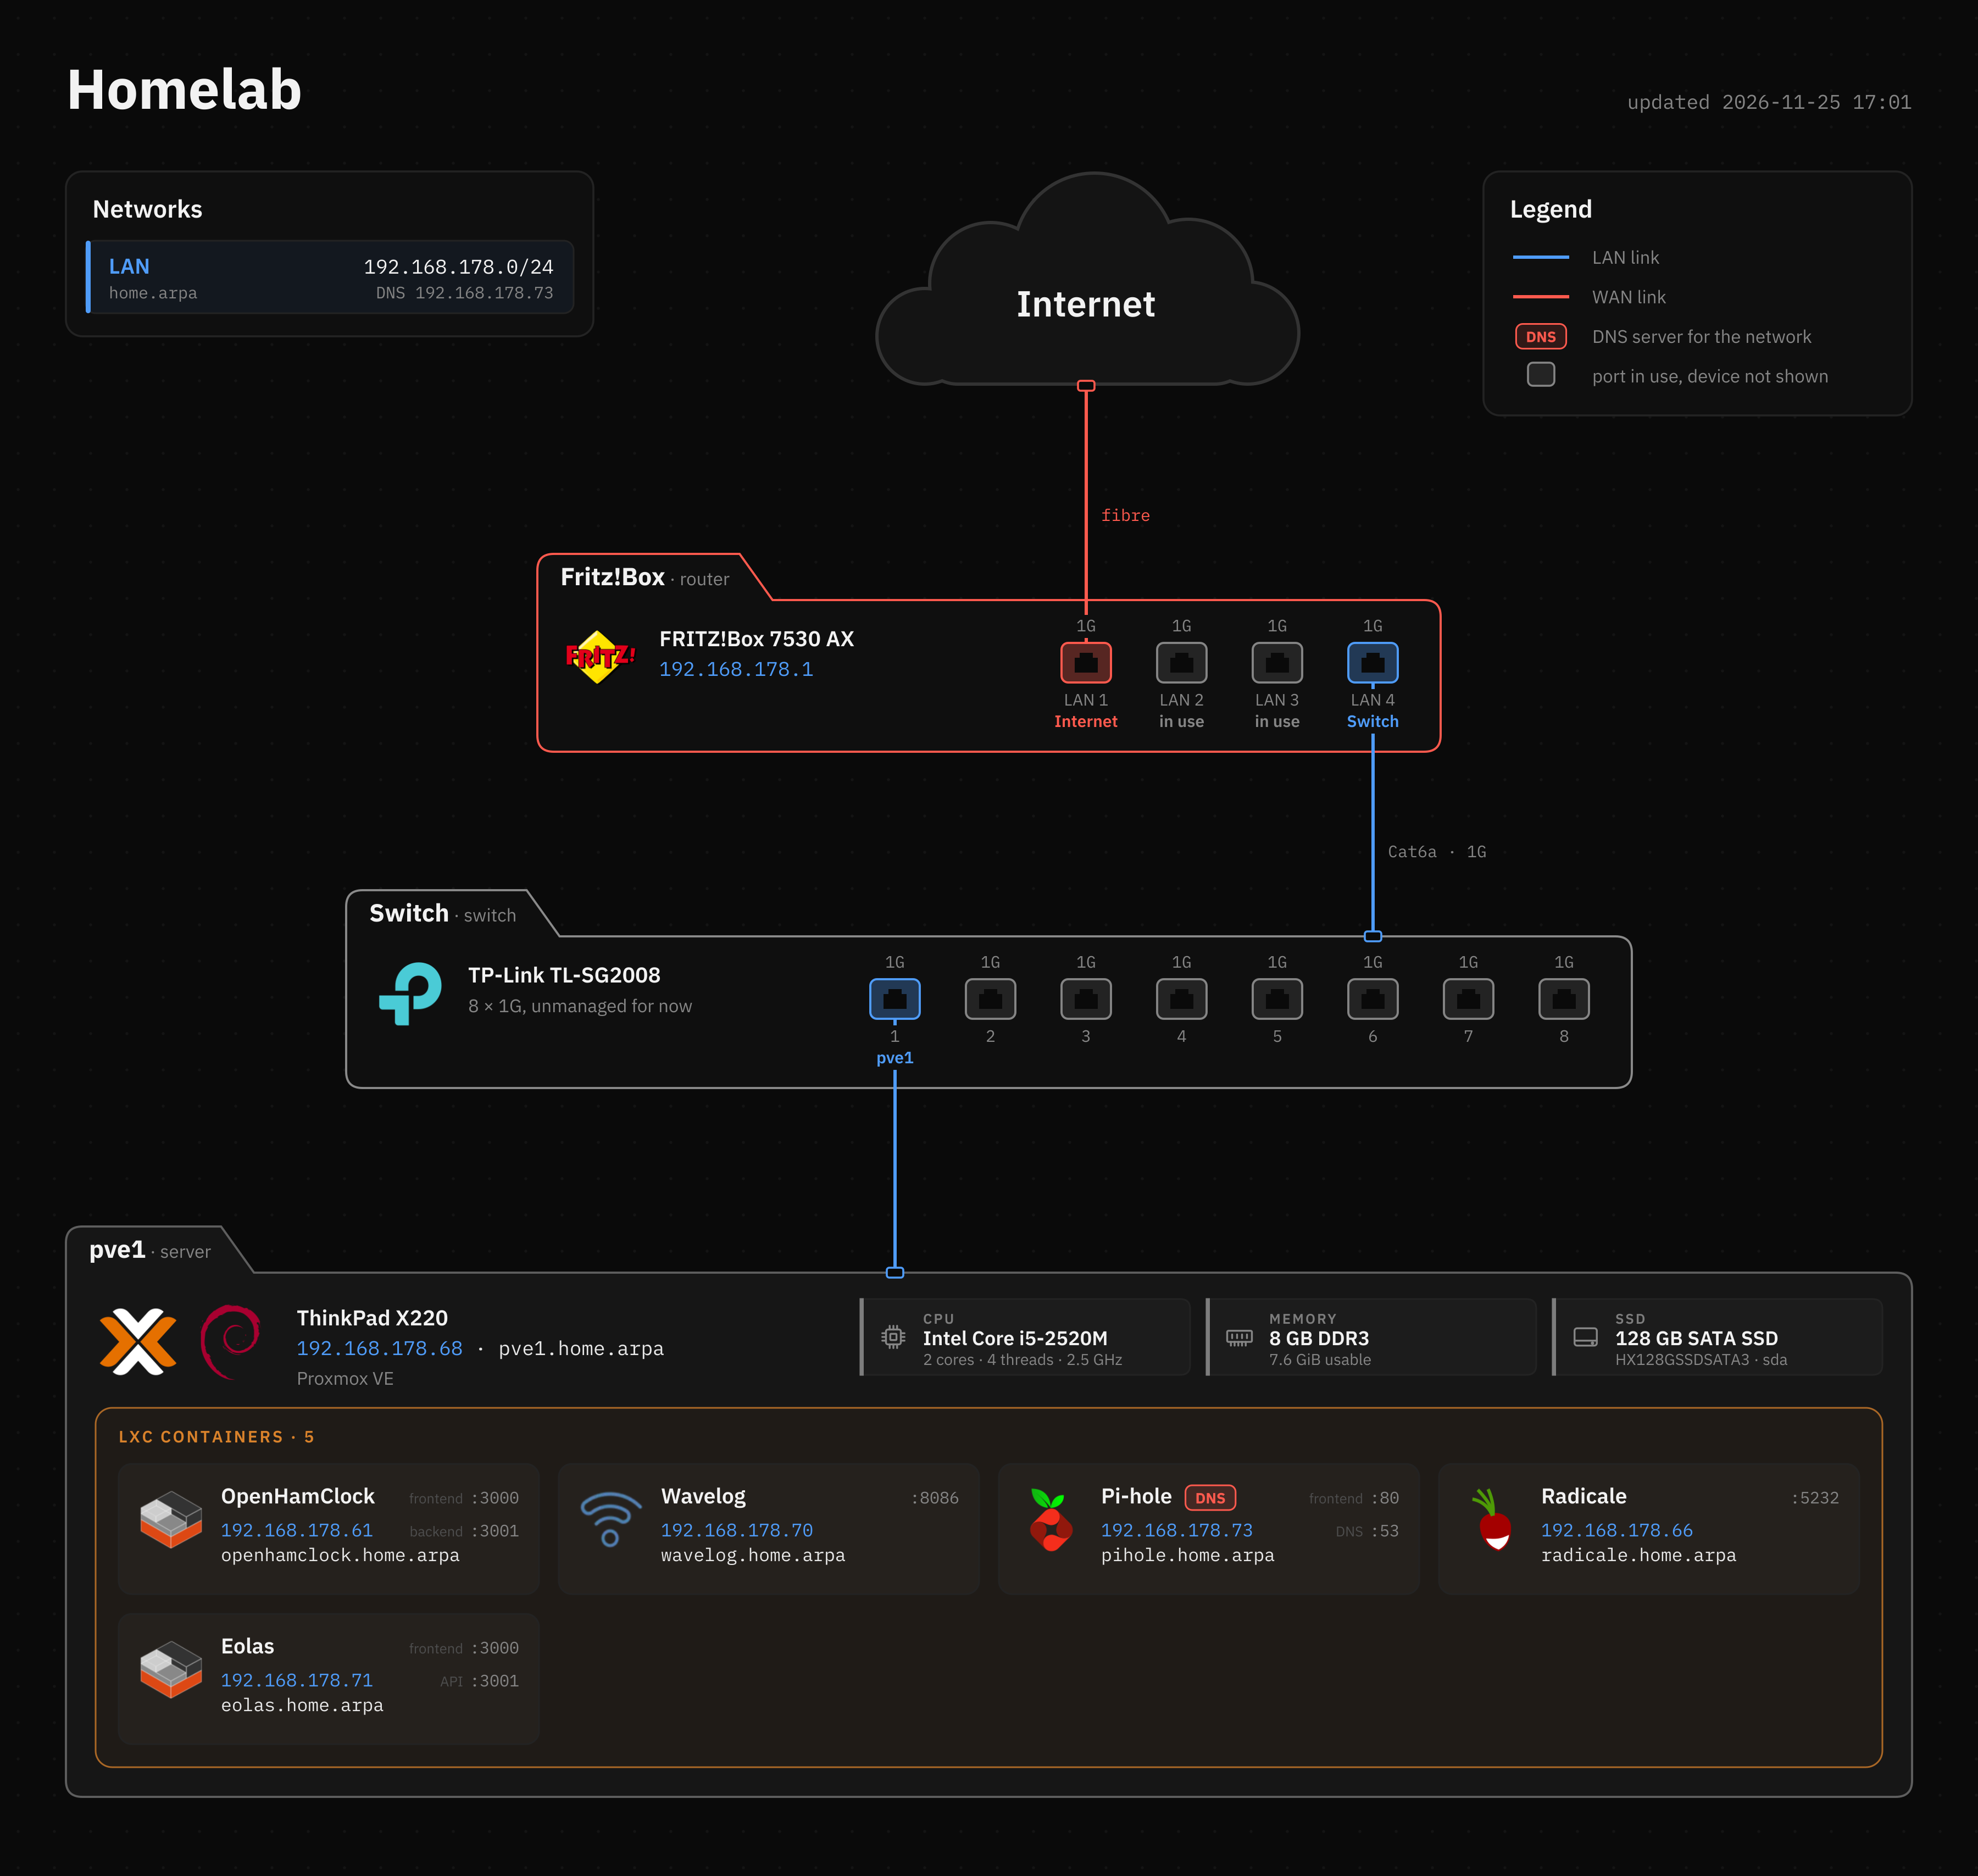 Homelab
updated 2026-11-25 17:01
Networks
LAN 192.168.178.0/24
home.arpa DNS 192.168.178.73
Internet
Legend
LAN link
WAN link
DNS DNS server for the network
port in use, device not shown
fibre
Fritz!Box · router
FRITZ!
FRITZ!Box 7530 AX
192.168.178.1
1G 1G 1G 1G
LAN 1 LAN 2 LAN 3 LAN 4
Internet in use in use Switch
Cat6a · 1G
Switch · switch
TP-Link TL-SG2008
8 × 1G, unmanaged for now
1G 1G 1G 1G 1G 1G 1G 1G
1 2 3 4 5 6 7 8
pve1
pve1 · server
ThinkPad X220
192.168.178.68 · pve1.home.arpa
Proxmox VE
CPU
Intel Core i5-2520M
2 cores · 4 threads · 2.5 GHz
MEMORY
8 GB DDR3
7.6 GiB usable
SSD
128 GB SATA SSD
HX128GSSDSATA3 · sda
LXC CONTAINERS · 5
OpenHamClock frontend :3000
192.168.178.61 backend :3001
openhamclock.home.arpa
Wavelog :8086
192.168.178.70
wavelog.home.arpa
Pi-hole DNS frontend :80
192.168.178.73 DNS :53
pihole.home.arpa
Radicale :5232
192.168.178.66
radicale.home.arpa
Eolas frontend :3000
192.168.178.71 API :3001
eolas.home.arpa